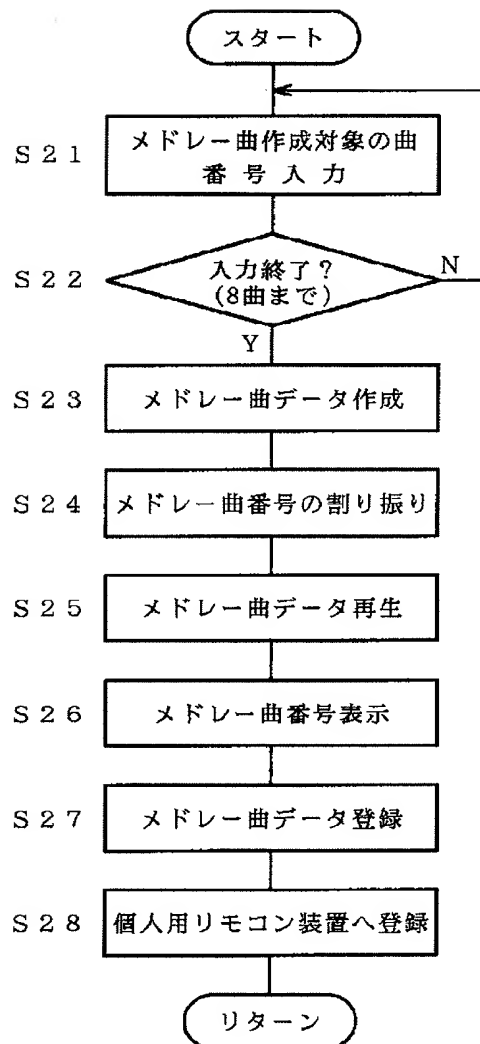 スタート
S21 メドレー曲作成対象の曲
番号入力
S22 入力終了？ N
(8曲まで)
Y
S23 メドレー曲データ作成
S24 メドレー曲番号の割り振り
S25 メドレー曲データ再生
S26 メドレー曲番号表示
S27 メドレー曲データ登録
S28 個人用リモコン装置へ登録
リターン